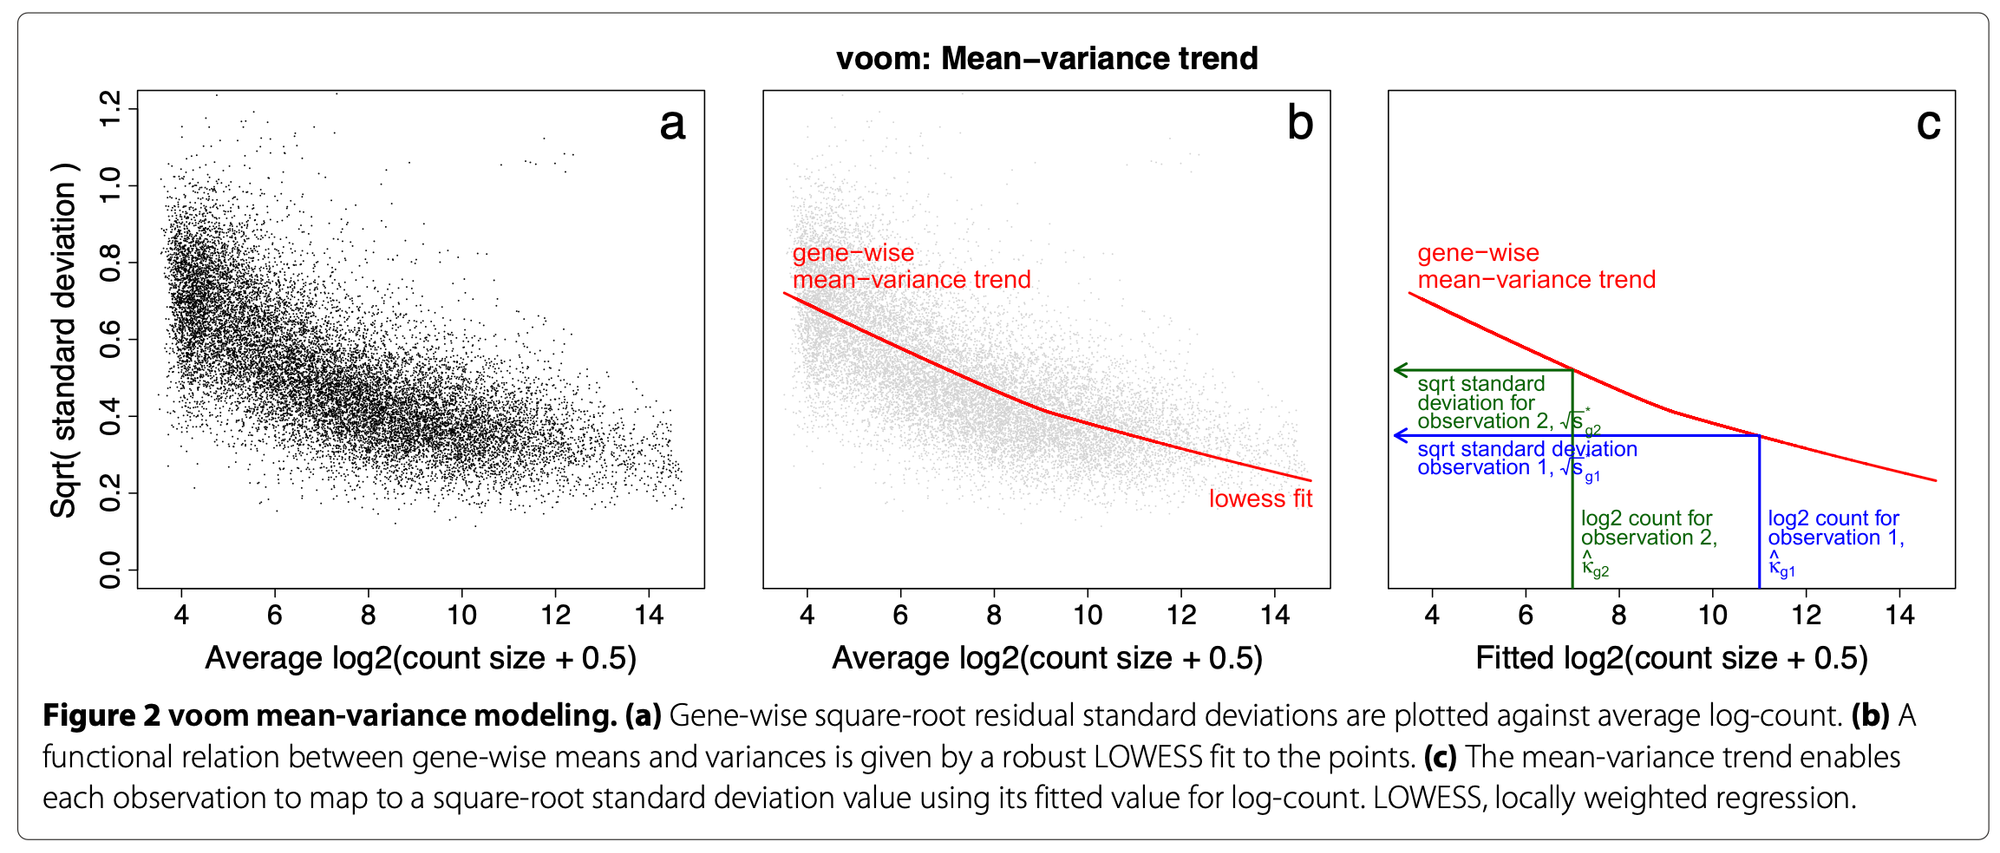 voom: Mean−variance trend
a
Sqrt( standard deviation )
0.0 0.2 0.4 0.6 0.8 1.0 1.2
4 6 8 10 12 14
Average log2(count size + 0.5)
b
gene−wise
mean−variance trend
lowess fit
4 6 8 10 12 14
Average log2(count size + 0.5)
c
gene−wise
mean−variance trend
sqrt standard
deviation for
observation 2, √s*g2
sqrt standard deviation
observation 1, √s*g1
log2 count for
observation 2,
κ̂g2
log2 count for
observation 1,
κ̂g1
4 6 8 10 12 14
Fitted log2(count size + 0.5)
Figure 2 voom mean-variance modeling. (a) Gene-wise square-root residual standard deviations are plotted against average log-count. (b) A
functional relation between gene-wise means and variances is given by a robust LOWESS fit to the points. (c) The mean-variance trend enables
each observation to map to a square-root standard deviation value using its fitted value for log-count. LOWESS, locally weighted regression.